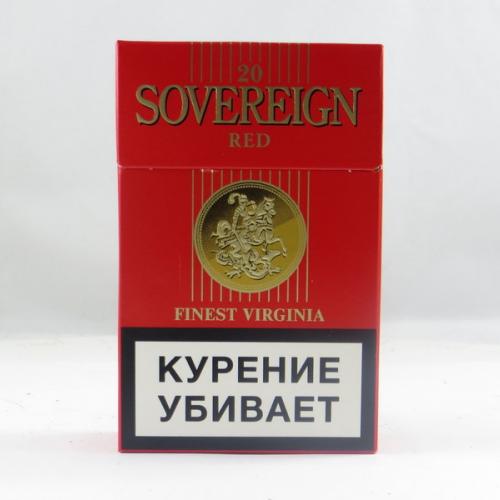 20
SOVEREIGN
RED
FINEST VIRGINIA
КУРЕНИЕ
УБИВАЕТ